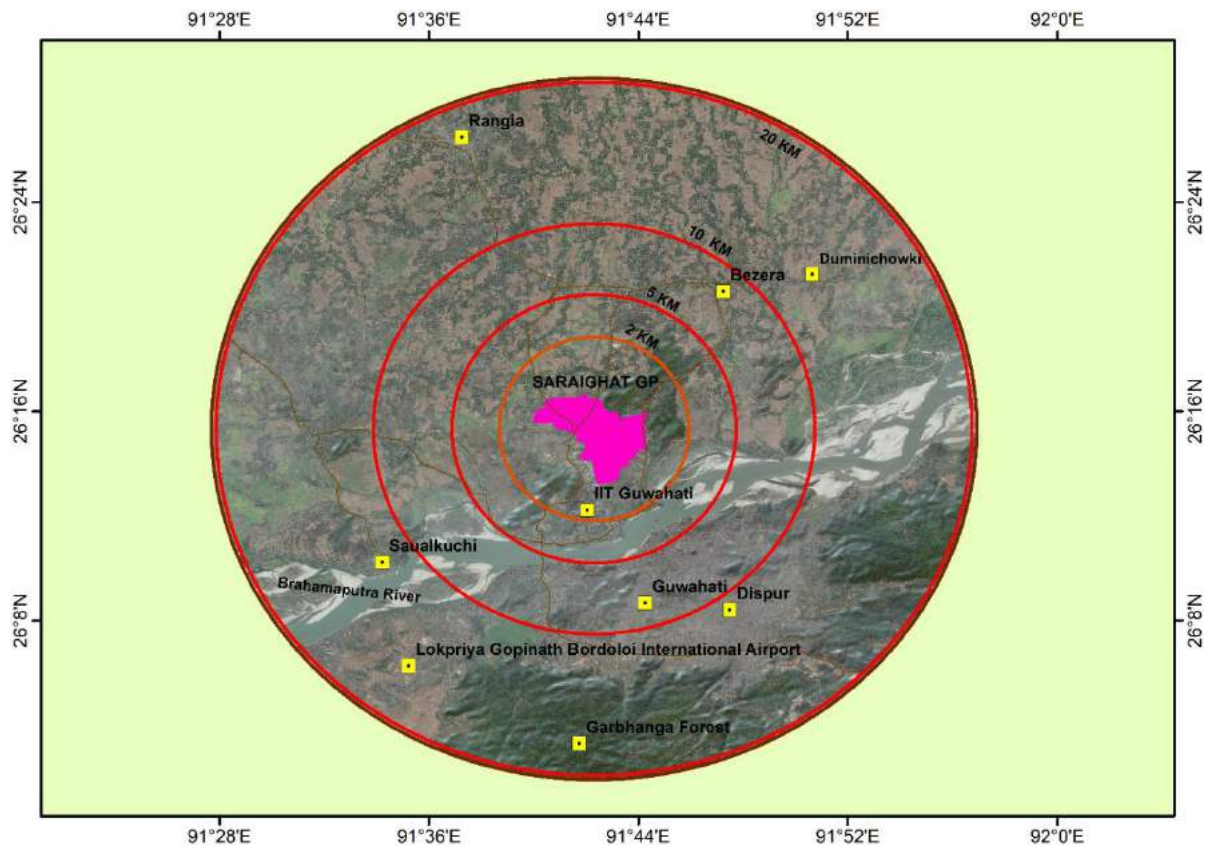 91°28'E 91°36'E 91°44'E 91°52'E 92°0'E
20 KM
Rangia
26°24'N 26°24'N
10 KM
Duminichowki
Bezera
5 KM
2 KM
SARAIGHAT GP
26°16'N 26°16'N
IIT Guwahati
Saualkuchi
Brahamaputra River
Guwahati
Dispur
26°8'N 26°8'N
Lokpriya Gopinath Bordoloi International Airport
Garbhanga Forest
91°28'E 91°36'E 91°44'E 91°52'E 92°0'E